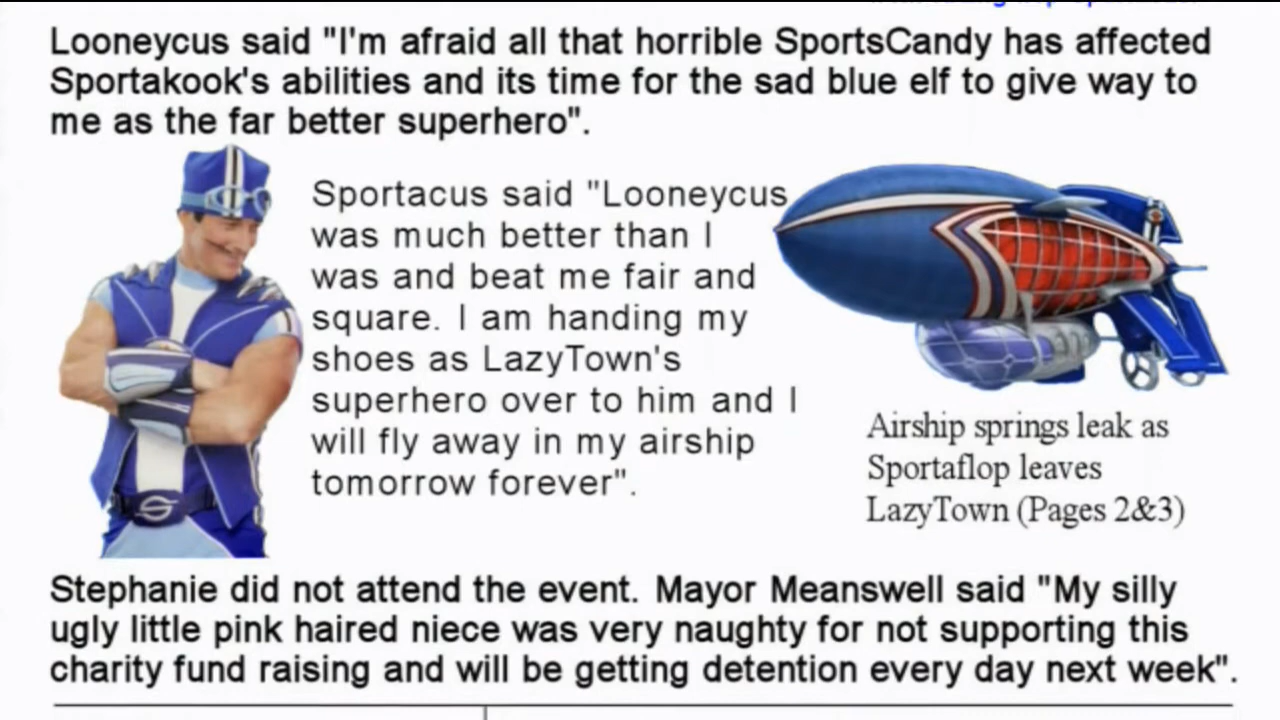 Looneycus said "I'm afraid all that horrible SportsCandy has affected
Sportakook's abilities and its time for the sad blue elf to give way to
me as the far better superhero".
Sportacus said "Looneycus
was much better than I
was and beat me fair and
square. I am handing my
shoes as LazyTown's
superhero over to him and I
will fly away in my airship
tomorrow forever".
Airship springs leak as
Sportaflop leaves
LazyTown (Pages 2&3)
Stephanie did not attend the event. Mayor Meanswell said "My silly
ugly little pink haired niece was very naughty for not supporting this
charity fund raising and will be getting detention every day next week".